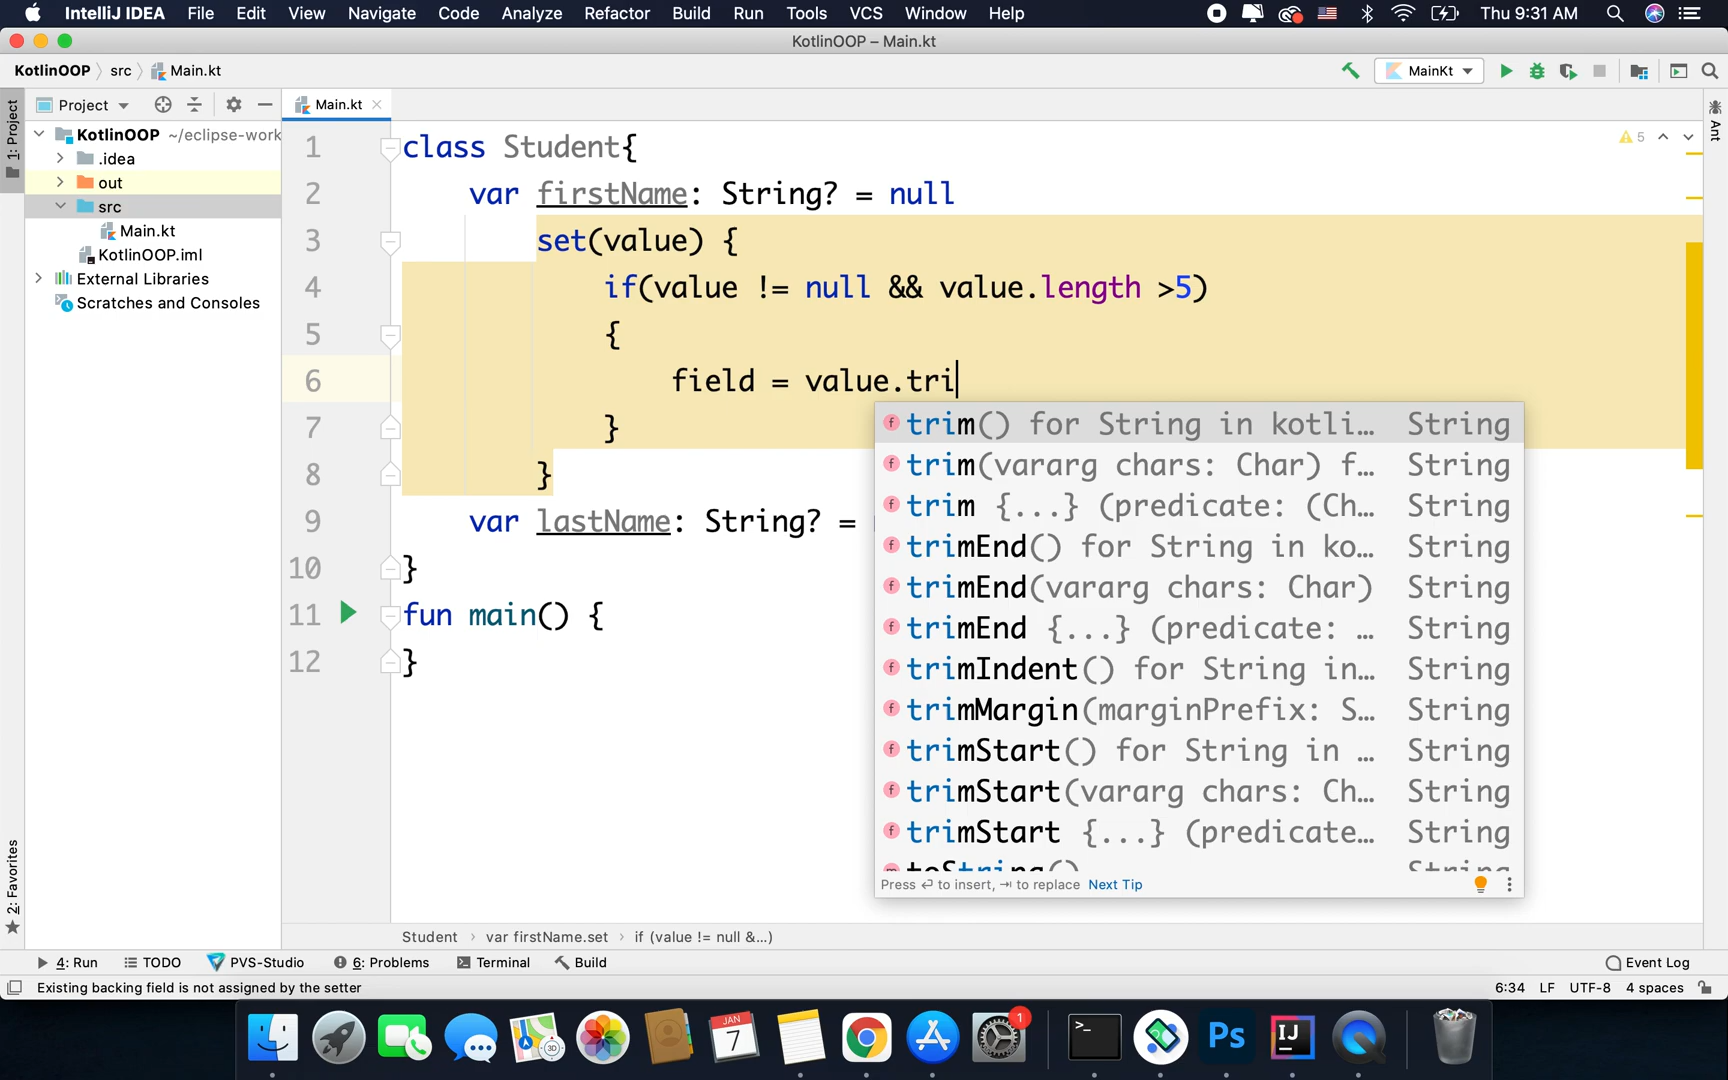 IntelliJ IDEA File Edit View Navigate Code Analyze Refactor Build Run Tools VCS Window Help Thu 9:31 AM
KotlinOOP – Main.kt
KotlinOOP src Main.kt MainKt
1: Project
Project
Main.kt
Ant
KotlinOOP ~/eclipse-work
.idea
out
src
Main.kt
KotlinOOP.iml
External Libraries
Scratches and Consoles
5
1 class Student{
2 var firstName: String? = null
3 set(value) {
4 if(value != null && value.length >5)
5 {
6 field = value.tri
7 }
8 }
9 var lastName: String? =
10 }
11 fun main() {
12 }
trim() for String in kotli... String
trim(vararg chars: Char) f... String
trim {...} (predicate: (Ch... String
trimEnd() for String in ko... String
trimEnd(vararg chars: Char) String
trimEnd {...} (predicate: ... String
trimIndent() for String in... String
trimMargin(marginPrefix: S... String
trimStart() for String in ... String
trimStart(vararg chars: Ch... String
trimStart {...} (predicate... String
toString() String
Press ⏎ to insert, ⇥ to replace Next Tip
2: Favorites
Student var firstName.set if (value != null &...)
4: Run TODO PVS-Studio 6: Problems Terminal Build Event Log
Existing backing field is not assigned by the setter 6:34 LF UTF-8 4 spaces
JAN
7
3D
1
>_
Ps
IJ